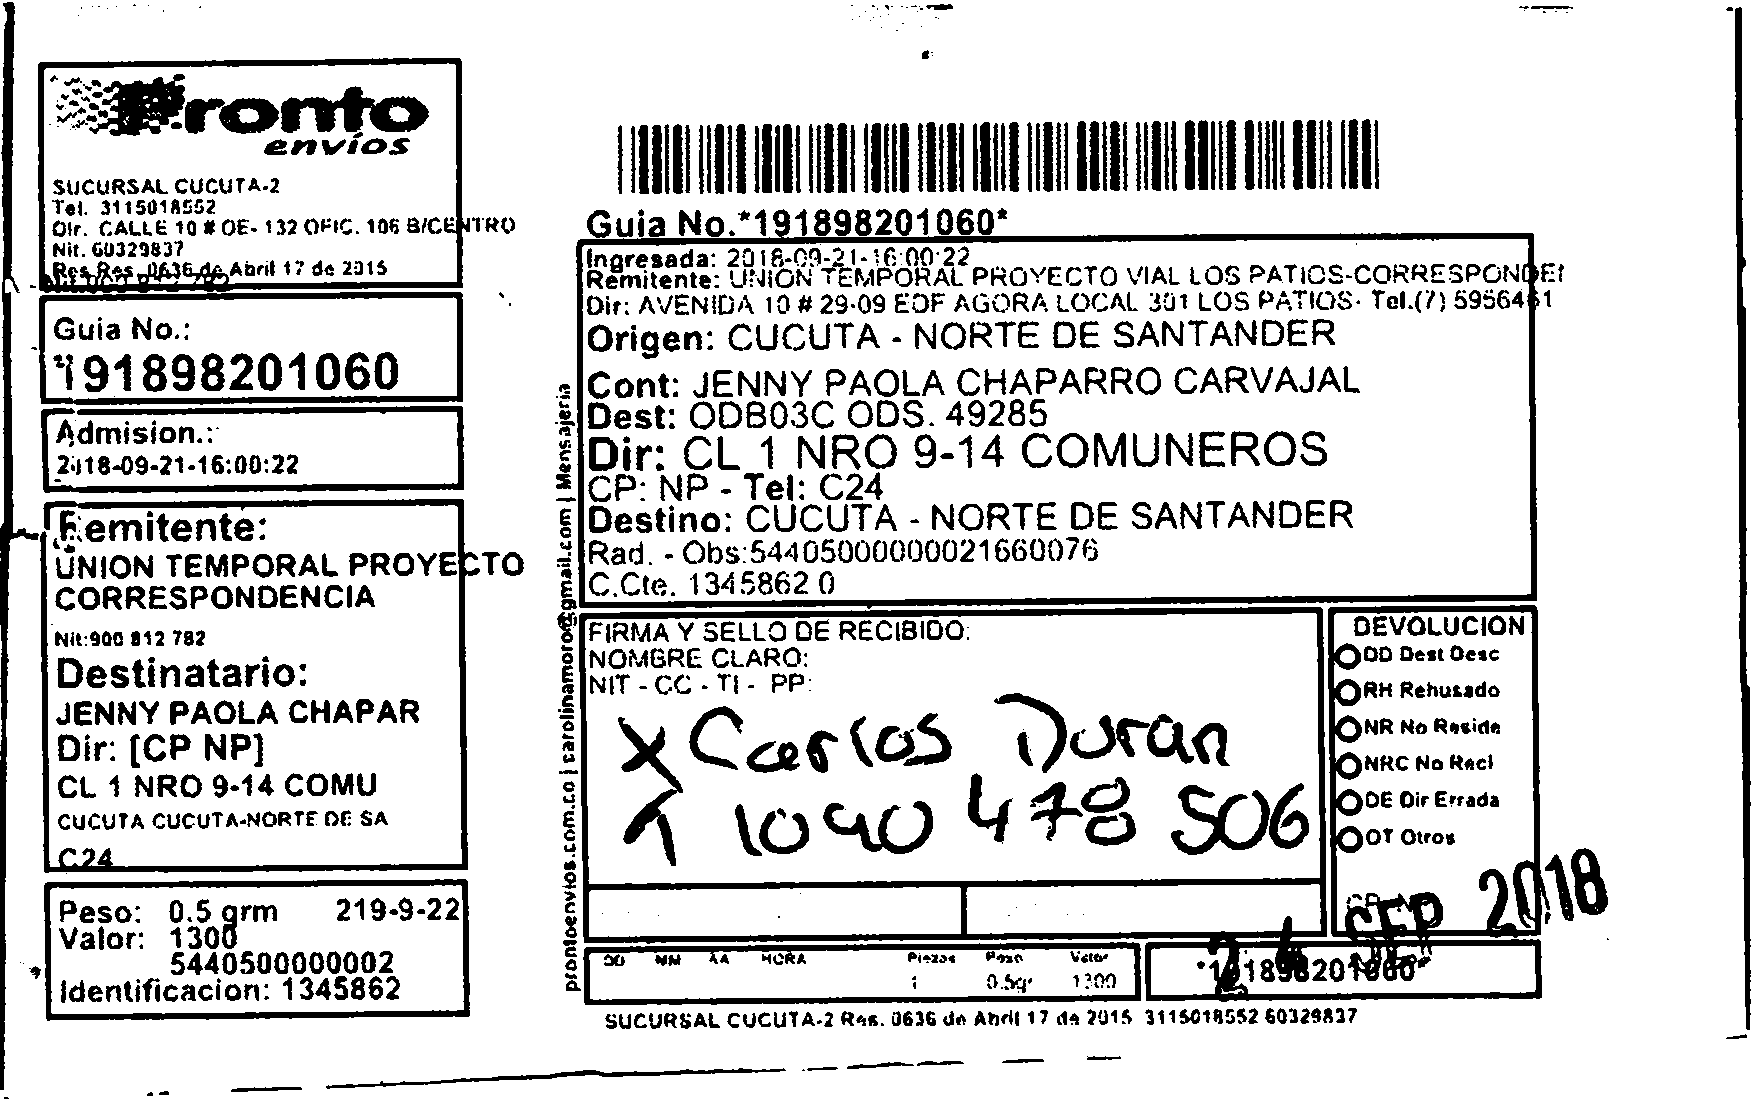 Pronto
envíos
SUCURSAL CUCUTA-2
Tel. 3115018552
Dir. CALLE 10 # OE- 132 OFIC. 106 B/CENTRO
Nit. 60329837
Res Res. 0636 de Abril 17 de 2015
Guia No.:
191898201060
Admision.:
2018-09-21-16:00:22
Remitente:
UNION TEMPORAL PROYECTO
CORRESPONDENCIA
Nit:900 812 782
Destinatario:
JENNY PAOLA CHAPAR
Dir: [CP NP]
CL 1 NRO 9-14 COMU
CUCUTA CUCUTA-NORTE DE SA
C24
Peso: 0.5 grm 219-9-22
Valor: 1300
5440500000002
Identificacion: 1345862
prontoenvios.com.co | carolinamoro@gmail.com | Mensajeria
Guia No.*191898201060*
Ingresada: 2018-09-21-16:00:22
Remitente: UNION TEMPORAL PROYECTO VIAL LOS PATIOS-CORRESPONDEN
Dir: AVENIDA 10 # 29-09 EDF AGORA LOCAL 301 LOS PATIOS- Tel.(7) 5956461
Origen: CUCUTA - NORTE DE SANTANDER
Cont: JENNY PAOLA CHAPARRO CARVAJAL
Dest: ODB03C ODS. 49285
Dir: CL 1 NRO 9-14 COMUNEROS
CP: NP - Tel: C24
Destino: CUCUTA - NORTE DE SANTANDER
Rad. - Obs:54405000000021660076
C.Cte. 1345862 0
FIRMA Y SELLO DE RECIBIDO:
NOMBRE CLARO:
NIT - CC - TI - PP:
X Carlos Duran
1090 478 506
DEVOLUCION
DD Dest Desc
RH Rehusado
NR No Reside
NRC No Recl
DE Dir Errada
OT Otros
24 SEP 2018
DD MM AA HORA Piezas Peso Valor
1 0.5gr 1300
*191898201060*
SUCURSAL CUCUTA-2 Res. 0636 de Abril 17 de 2015 3115018552 60329837